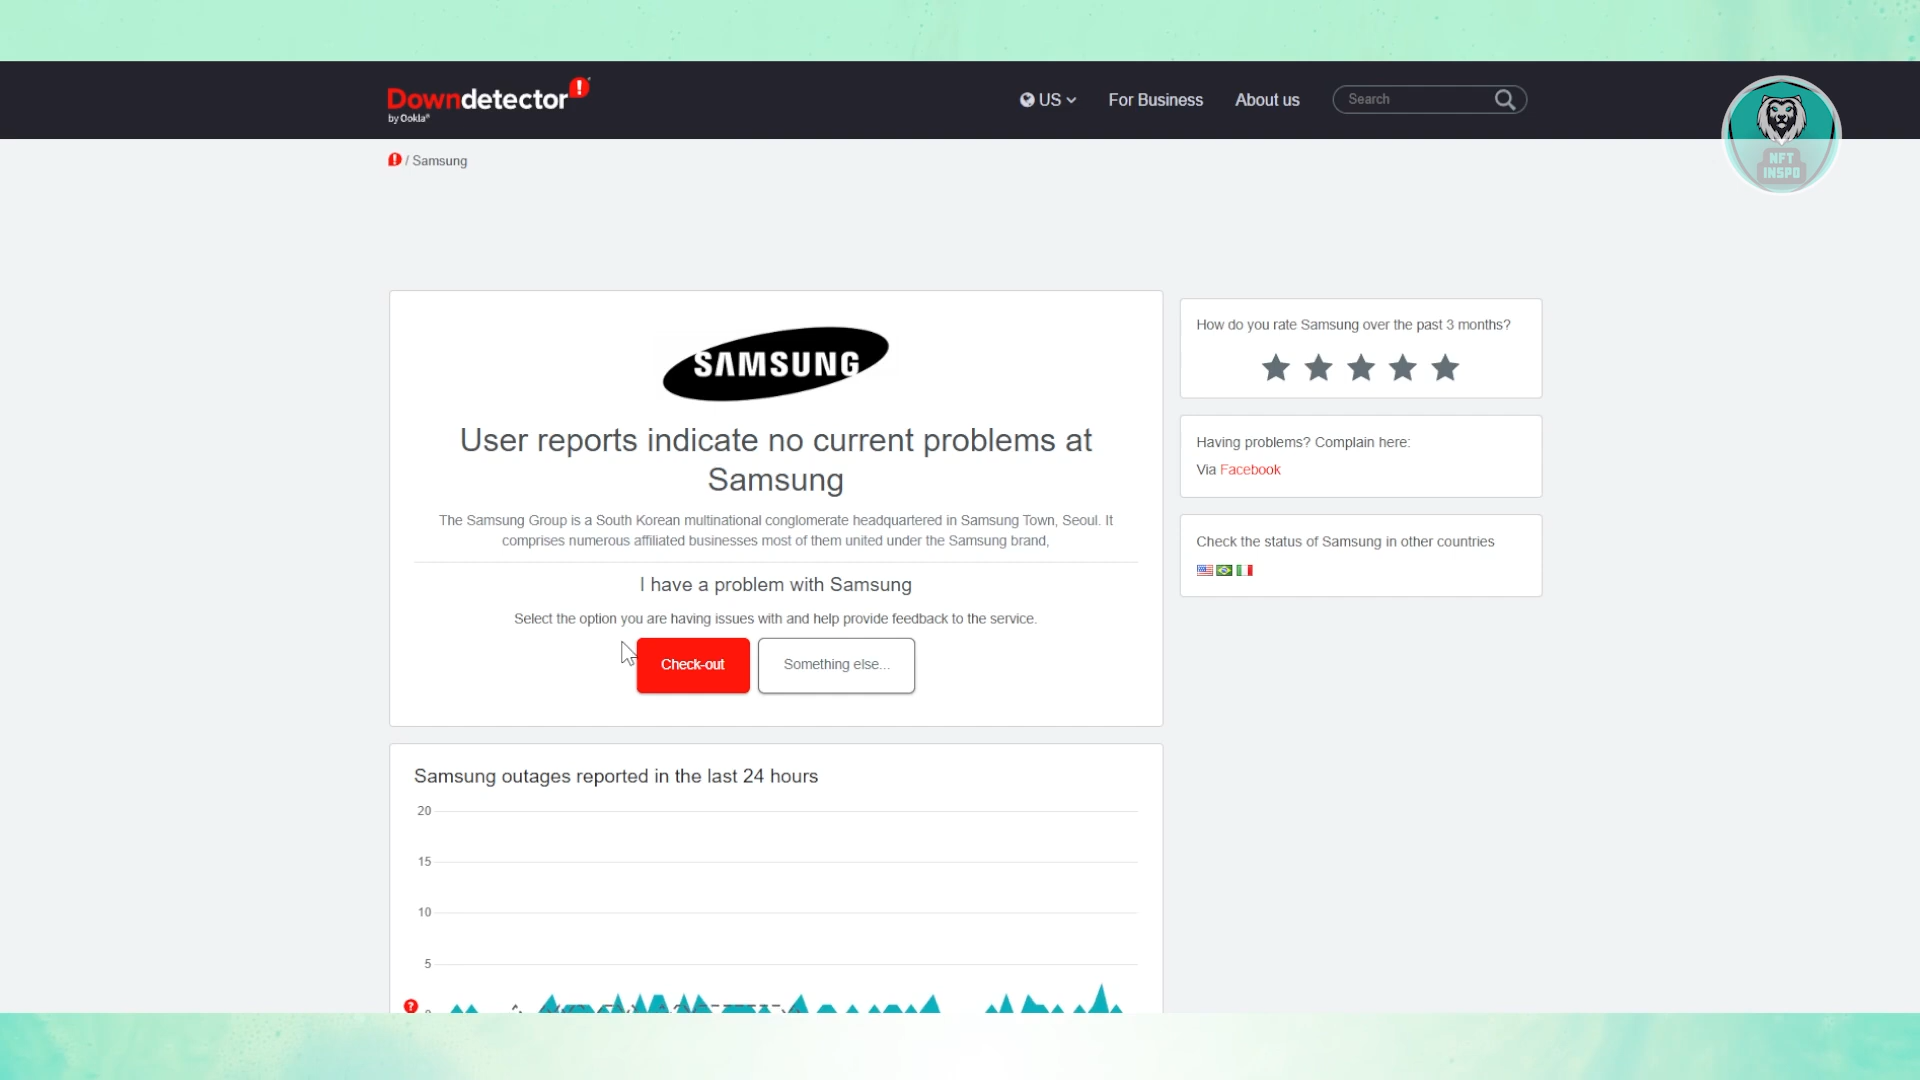 Downdetector
by Ookla®
US
For Business
About us
Search
NFT
INSPO
/ Samsung
SAMSUNG
User reports indicate no current problems at
Samsung
The Samsung Group is a South Korean multinational conglomerate headquartered in Samsung Town, Seoul. It
comprises numerous affiliated businesses most of them united under the Samsung brand,
I have a problem with Samsung
Select the option you are having issues with and help provide feedback to the service.
Check-out
Something else...
How do you rate Samsung over the past 3 months?
Having problems? Complain here:
Via Facebook
Check the status of Samsung in other countries
Samsung outages reported in the last 24 hours
20
15
10
5